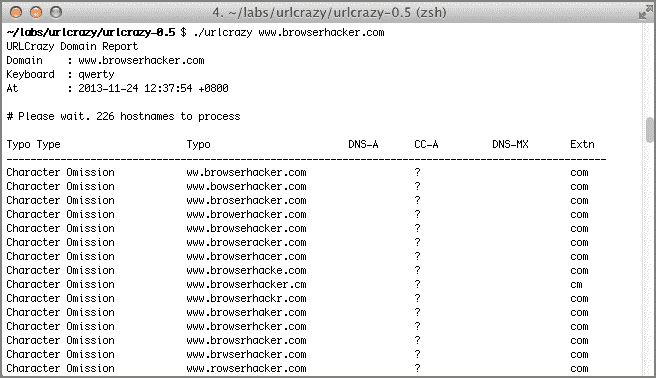 4. ~/labs/urlcrazy/urlcrazy-0.5 (zsh)
~/labs/urlcrazy/urlcrazy-0.5 $ ./urlcrazy www.browserhacker.com
URLCrazy Domain Report
Domain : www.browserhacker.com
Keyboard : qwerty
At : 2013-11-24 12:37:54 +0800
# Please wait. 226 hostnames to process
Typo Type Typo DNS-A CC-A DNS-MX Extn
--------------------------------------------------------------------------------
Character Omission ww.browserhacker.com ? com
Character Omission www.bowserhacker.com ? com
Character Omission www.broserhacker.com ? com
Character Omission www.browerhacker.com ? com
Character Omission www.browsehacker.com ? com
Character Omission www.browseracker.com ? com
Character Omission www.browserhacer.com ? com
Character Omission www.browserhacke.com ? com
Character Omission www.browserhacker.cm ? cm
Character Omission www.browserhackr.com ? com
Character Omission www.browserhaker.com ? com
Character Omission www.browserhcker.com ? com
Character Omission www.browsrhacker.com ? com
Character Omission www.brwserhacker.com ? com
Character Omission www.rowserhacker.com ? com